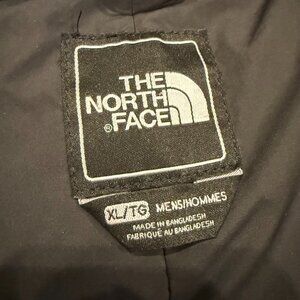 THE
NORTH
®FACE
XL/TG MENS/HOMMES
MADE IN BANGLADESH
FABRIQUÉ AU BANGLADESH